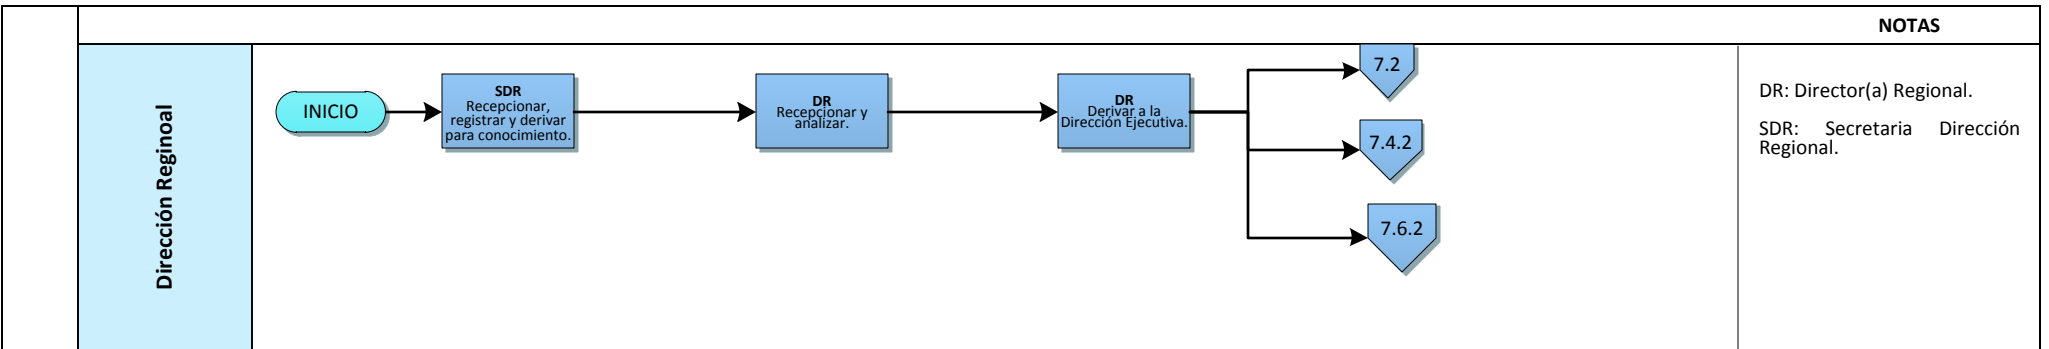 NOTAS
Dirección Reginoal
INICIO
SDR
Recepcionar,
registrar y derivar
para conocimiento.
DR
Recepcionar y
analizar.
DR
Derivar a la
Dirección Ejecutiva.
7.2
7.4.2
7.6.2
DR: Director(a) Regional.
SDR: Secretaria Dirección
Regional.